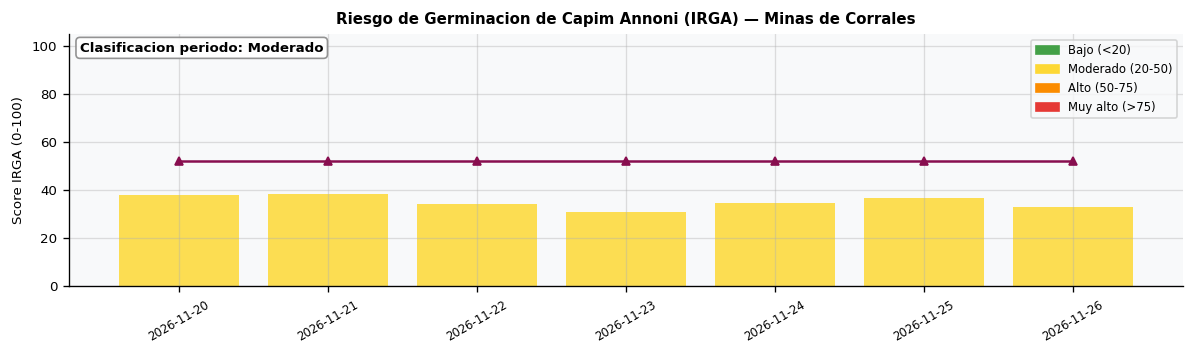 Riesgo de Germinacion de Capim Annoni (IRGA) — Minas de Corrales
Clasificacion periodo: Moderado
Bajo (<20)
Moderado (20-50)
Alto (50-75)
Muy alto (>75)
Score IRGA (0-100)
100
80
60
40
20
0
2026-11-20
2026-11-21
2026-11-22
2026-11-23
2026-11-24
2026-11-25
2026-11-26